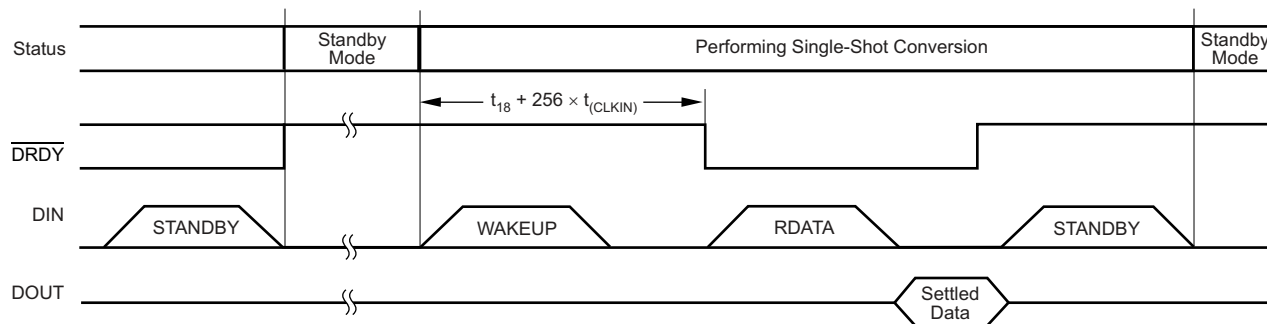 Status
Standby
Mode
Performing Single-Shot Conversion
Standby
Mode
t18 + 256 × t(CLKIN)
DRDY
DIN
STANDBY
WAKEUP
RDATA
STANDBY
DOUT
Settled
Data